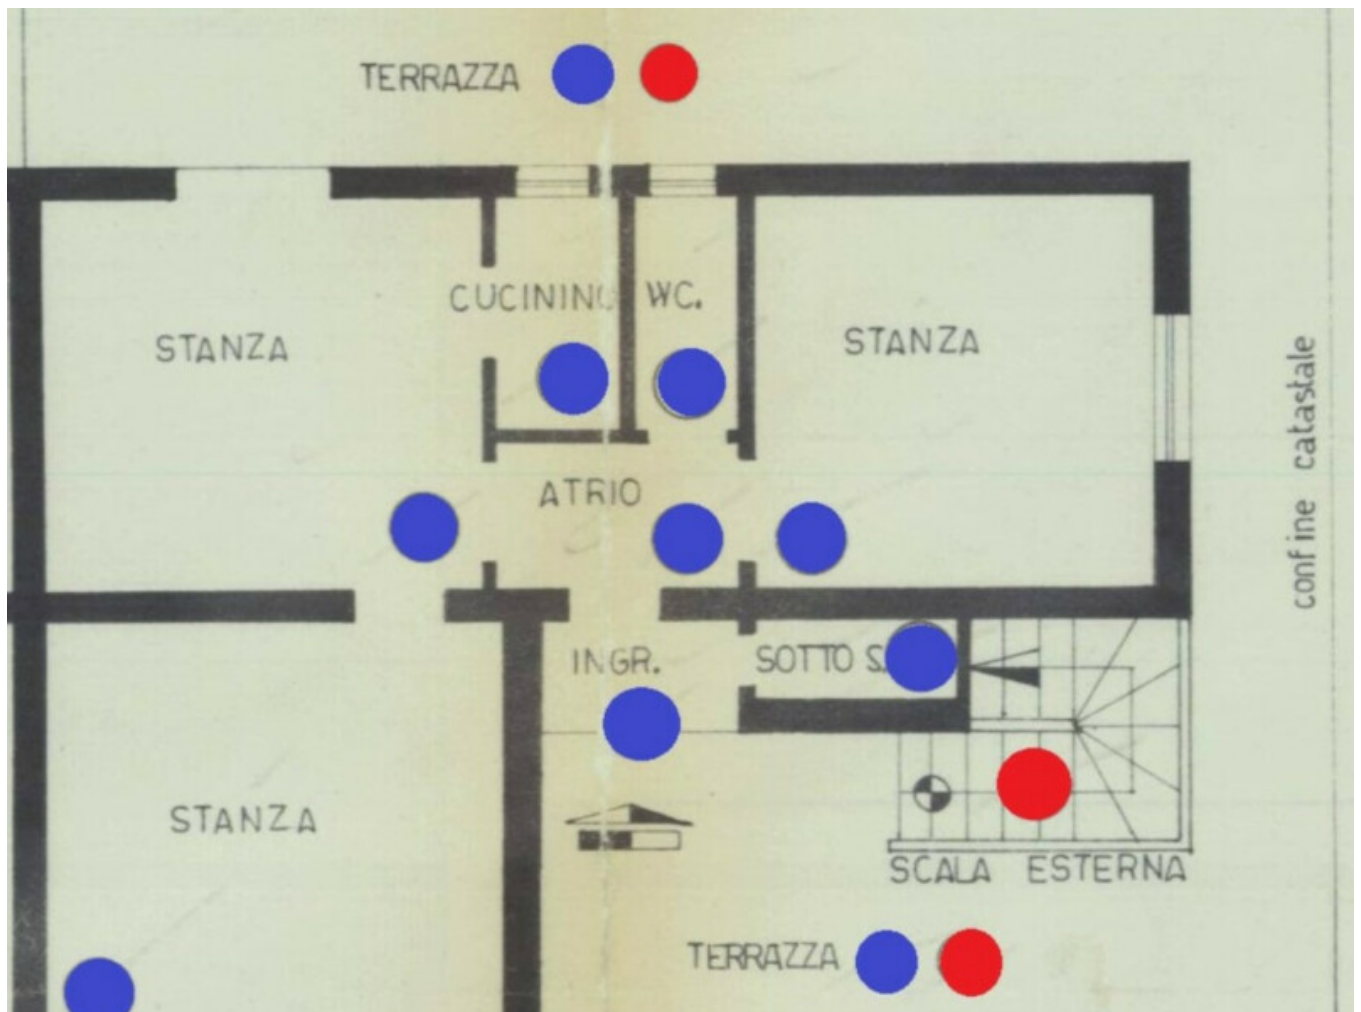 TERRAZZA
CUCININO WC.
STANZA
STANZA
confine catastale
ATRIO
INGR.
SOTTO S.
STANZA
SCALA ESTERNA
TERRAZZA